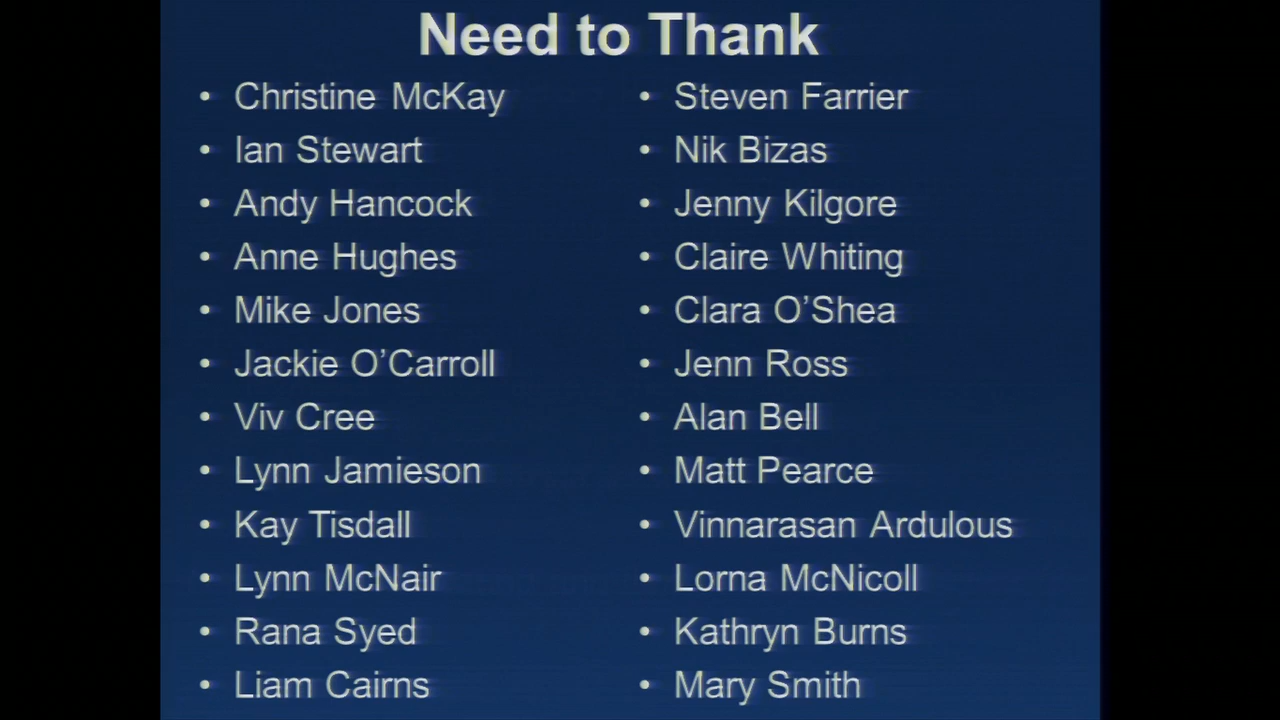 Need to Thank
• Christine McKay
• Ian Stewart
• Andy Hancock
• Anne Hughes
• Mike Jones
• Jackie O’Carroll
• Viv Cree
• Lynn Jamieson
• Kay Tisdall
• Lynn McNair
• Rana Syed
• Liam Cairns
• Steven Farrier
• Nik Bizas
• Jenny Kilgore
• Claire Whiting
• Clara O’Shea
• Jenn Ross
• Alan Bell
• Matt Pearce
• Vinnarasan Ardulous
• Lorna McNicoll
• Kathryn Burns
• Mary Smith